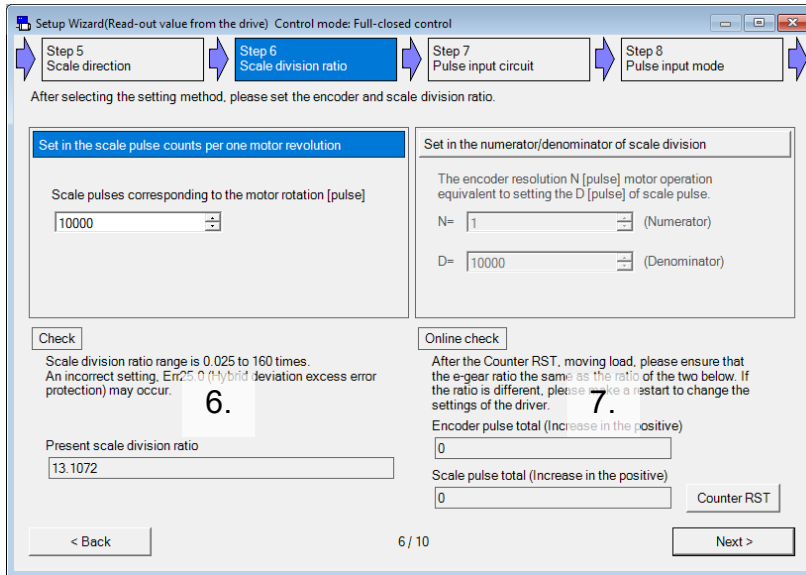 Setup Wizard(Read-out value from the drive) Control mode: Full-closed control
Step 5
Scale direction
Step 6
Scale division ratio
Step 7
Pulse input circuit
Step 8
Pulse input mode
After selecting the setting method, please set the encoder and scale division ratio.
Set in the scale pulse counts per one motor revolution
Scale pulses corresponding to the motor rotation [pulse]
10000
Set in the numerator/denominator of scale division
The encoder resolution N [pulse] motor operation
equivalent to setting the D [pulse] of scale pulse.
N= 1 (Numerator)
D= 10000 (Denominator)
Check
Scale division ratio range is 0.025 to 160 times.
An incorrect setting, Err25.0 (Hybrid deviation excess error
protection) may occur.
6.
Present scale division ratio
13.1072
Online check
After the Counter RST, moving load, please ensure that
the e-gear ratio the same as the ratio of the two below. If
the ratio is different, please make a restart to change the
settings of the driver.
7.
Encoder pulse total (Increase in the positive)
0
Scale pulse total (Increase in the positive)
0
Counter RST
< Back
6 / 10
Next >